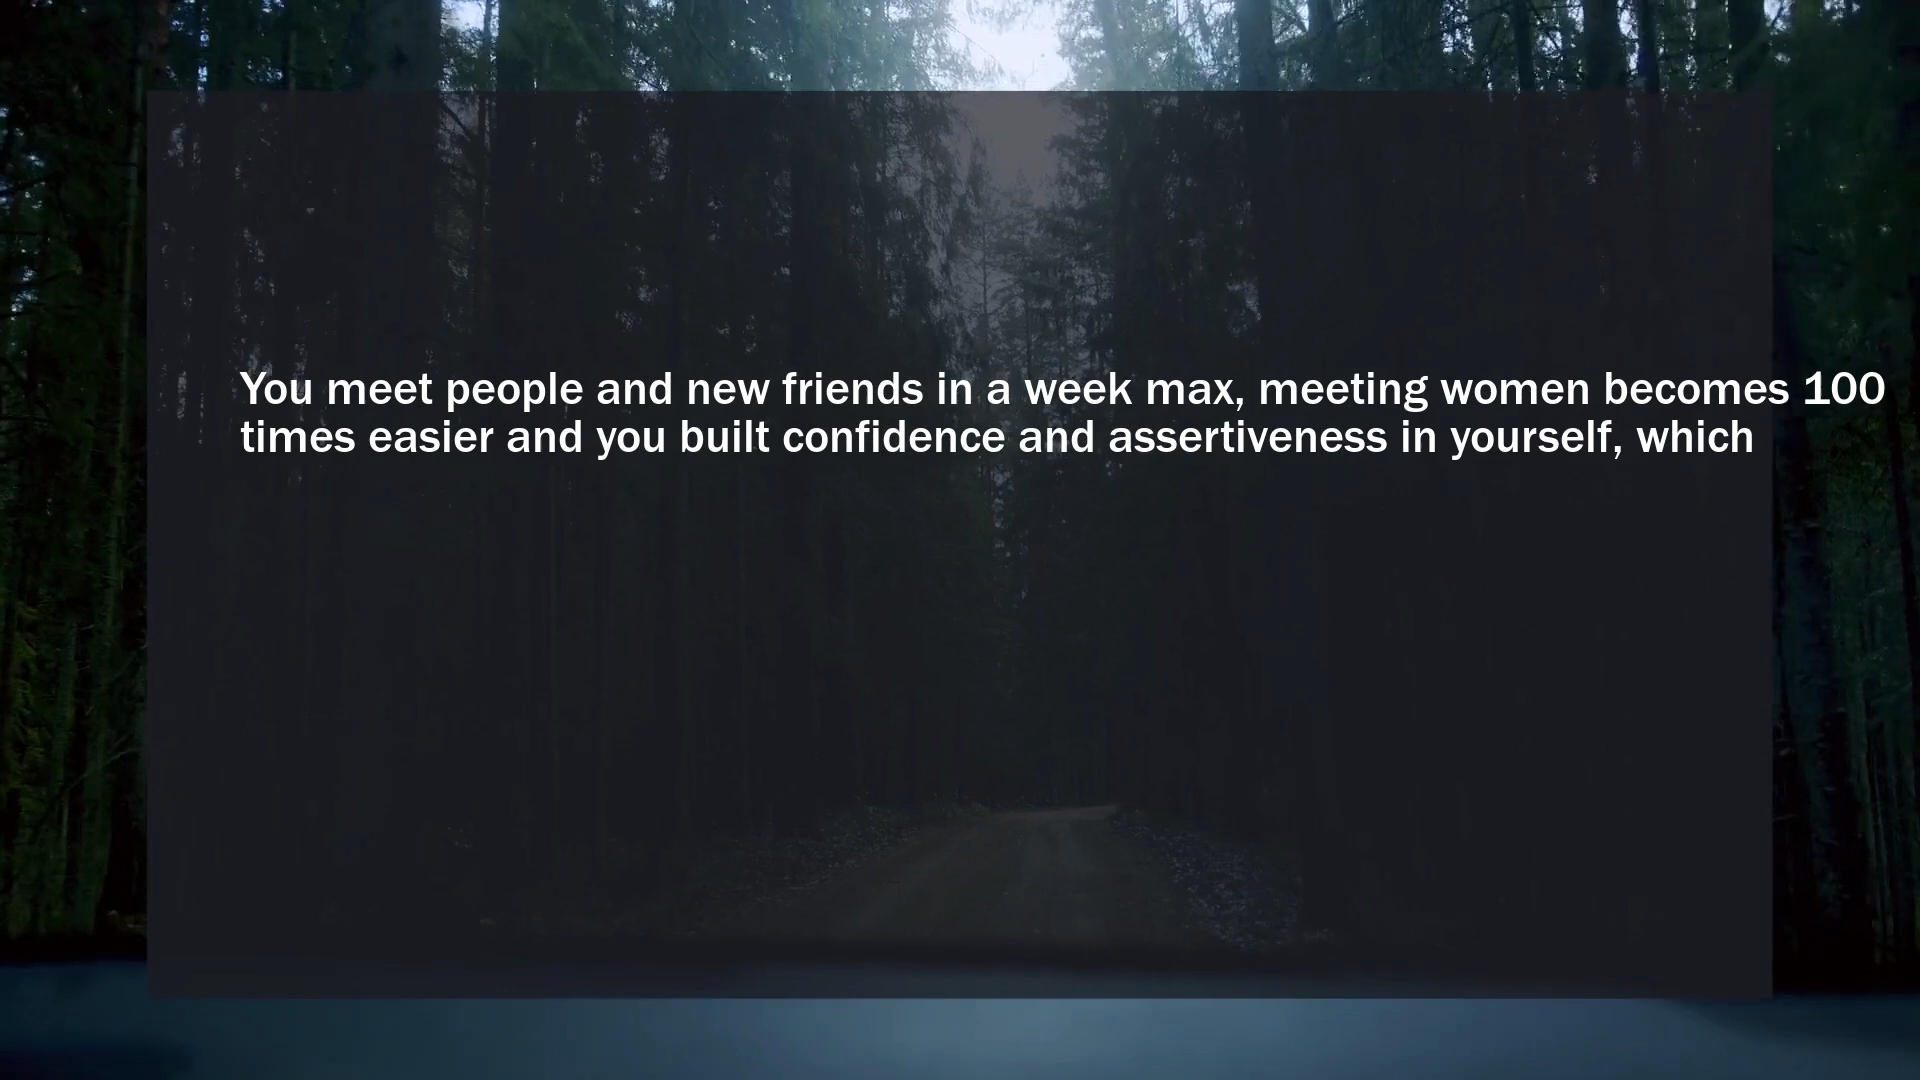 You meet people and new friends in a week max, meeting women becomes 100
times easier and you built confidence and assertiveness in yourself, which